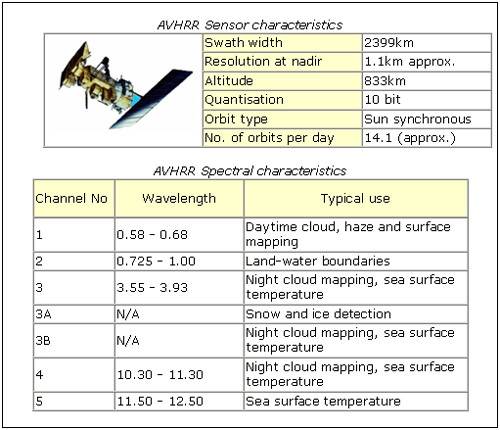 AVHRR Sensor characteristics
Swath width 2399km
Resolution at nadir 1.1km approx.
Altitude 833km
Quantisation 10 bit
Orbit type Sun synchronous
No. of orbits per day 14.1 (approx.)
AVHRR Spectral characteristics
Channel No Wavelength Typical use
1 0.58 - 0.68 Daytime cloud, haze and surface
mapping
2 0.725 - 1.00 Land-water boundaries
3 3.55 - 3.93 Night cloud mapping, sea surface
temperature
3A N/A Snow and ice detection
3B N/A Night cloud mapping, sea surface
temperature
4 10.30 - 11.30 Night cloud mapping, sea surface
temperature
5 11.50 - 12.50 Sea surface temperature